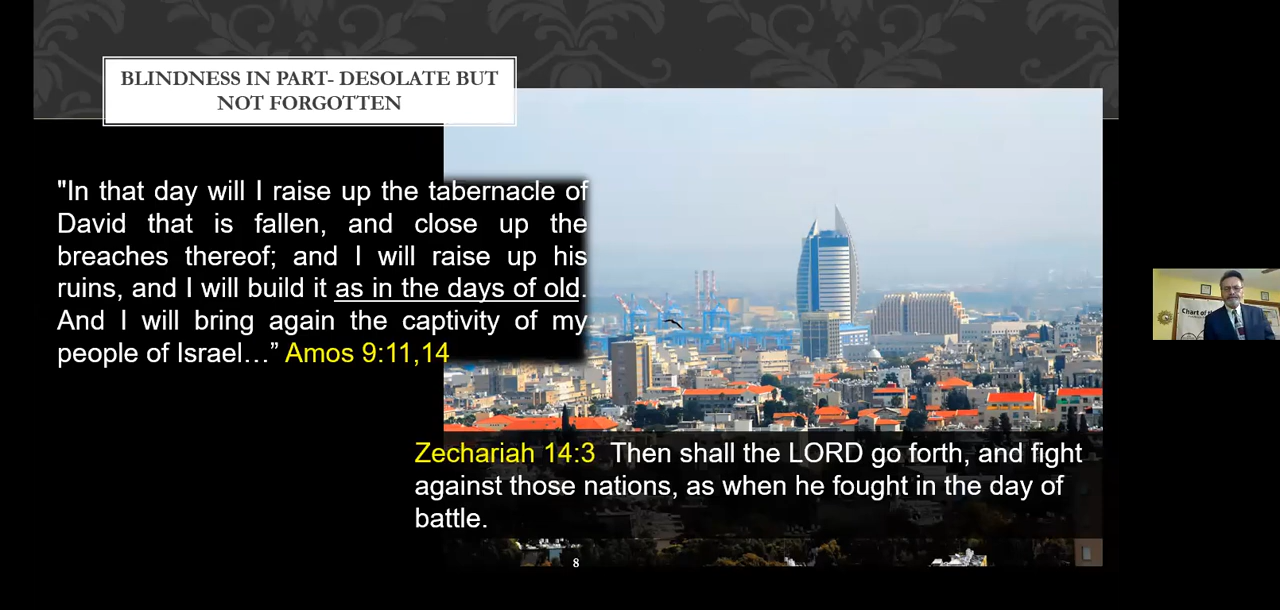 BLINDNESS IN PART- DESOLATE BUT
NOT FORGOTTEN
"In that day will I raise up the tabernacle of
David that is fallen, and close up the
breaches thereof; and I will raise up his
ruins, and I will build it as in the days of old.
And I will bring again the captivity of my
people of Israel…” Amos 9:11,14
Zechariah 14:3 Then shall the LORD go forth, and fight
against those nations, as when he fought in the day of
battle.
8
Chart of